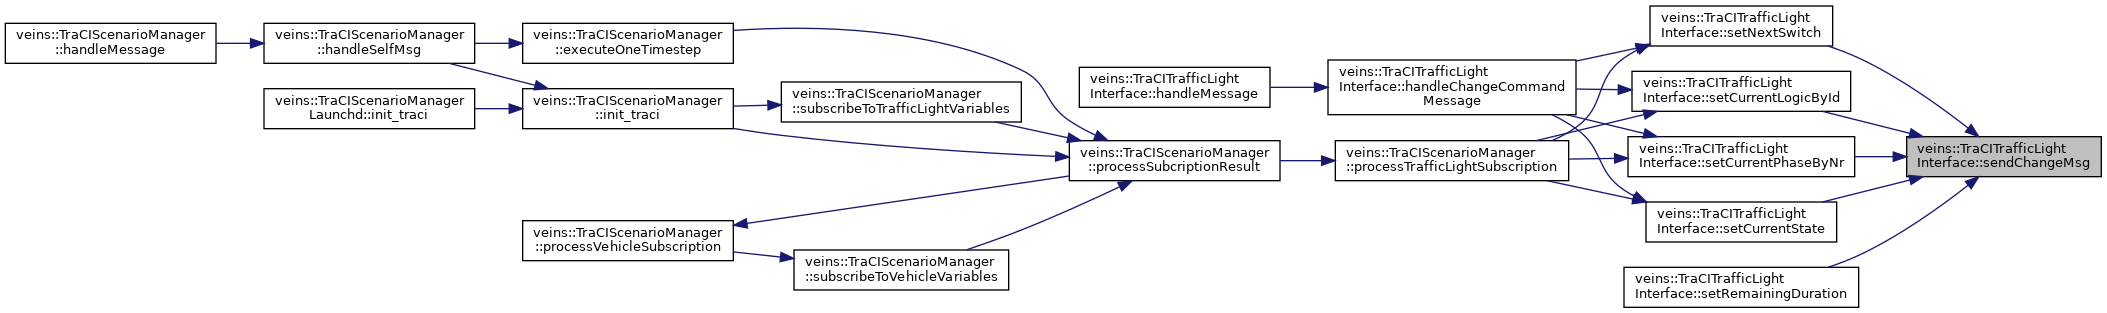 veins::TraCIScenarioManager
::handleMessage
veins::TraCIScenarioManager
::handleSelfMsg
veins::TraCIScenarioManager
Launchd::init_traci
veins::TraCIScenarioManager
::executeOneTimestep
veins::TraCIScenarioManager
::init_traci
veins::TraCIScenarioManager
::processVehicleSubscription
veins::TraCIScenarioManager
::subscribeToTrafficLightVariables
veins::TraCIScenarioManager
::subscribeToVehicleVariables
veins::TraCITrafficLight
Interface::handleMessage
veins::TraCIScenarioManager
::processSubcriptionResult
veins::TraCITrafficLight
Interface::handleChangeCommand
Message
veins::TraCIScenarioManager
::processTrafficLightSubscription
veins::TraCITrafficLight
Interface::setNextSwitch
veins::TraCITrafficLight
Interface::setCurrentLogicById
veins::TraCITrafficLight
Interface::setCurrentPhaseByNr
veins::TraCITrafficLight
Interface::setCurrentState
veins::TraCITrafficLight
Interface::setRemainingDuration
veins::TraCITrafficLight
Interface::sendChangeMsg